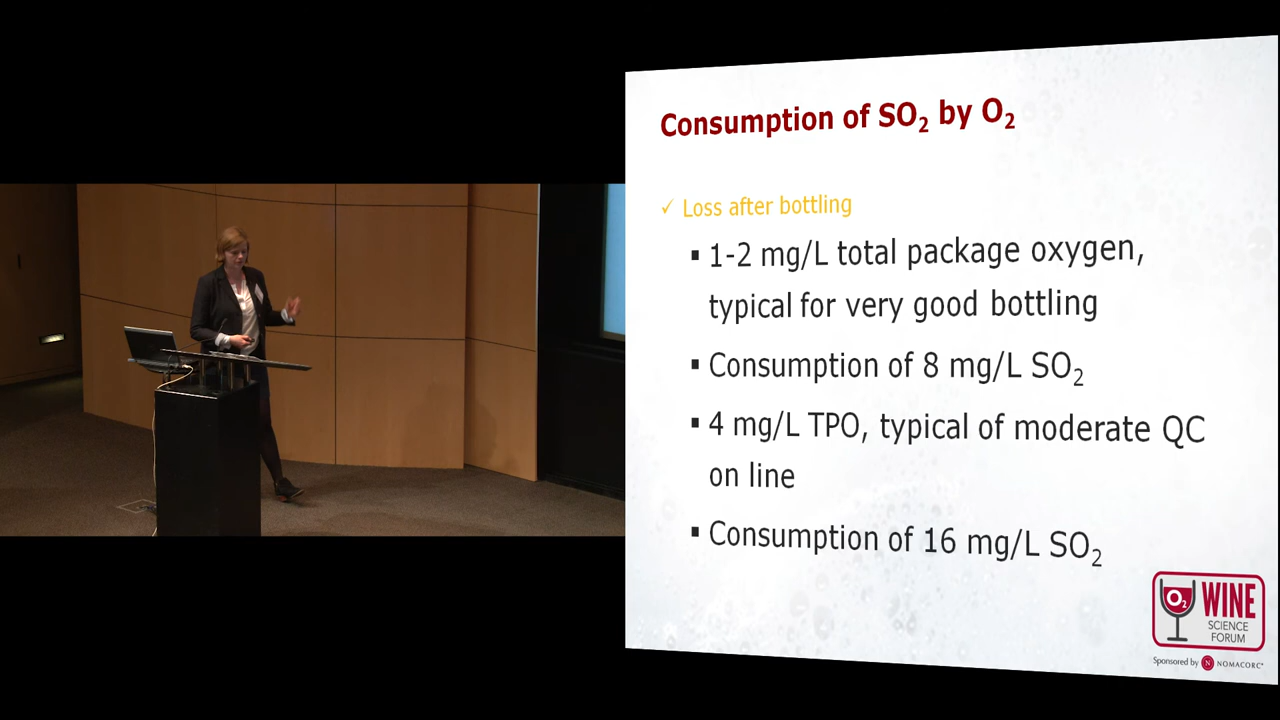 Consumption of SO₂ by O₂
✓ Loss after bottling
▪ 1-2 mg/L total package oxygen,
typical for very good bottling
▪ Consumption of 8 mg/L SO₂
▪ 4 mg/L TPO, typical of moderate QC
on line
▪ Consumption of 16 mg/L SO₂
O₂ WINE
SCIENCE
FORUM
Sponsored by N NOMACORC